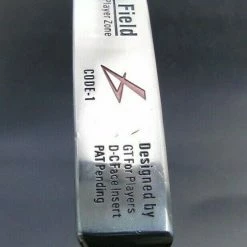 Field
Player Zone
CODE-1
Designed by
GT For Players
D-C Face Insert
PAT Pending